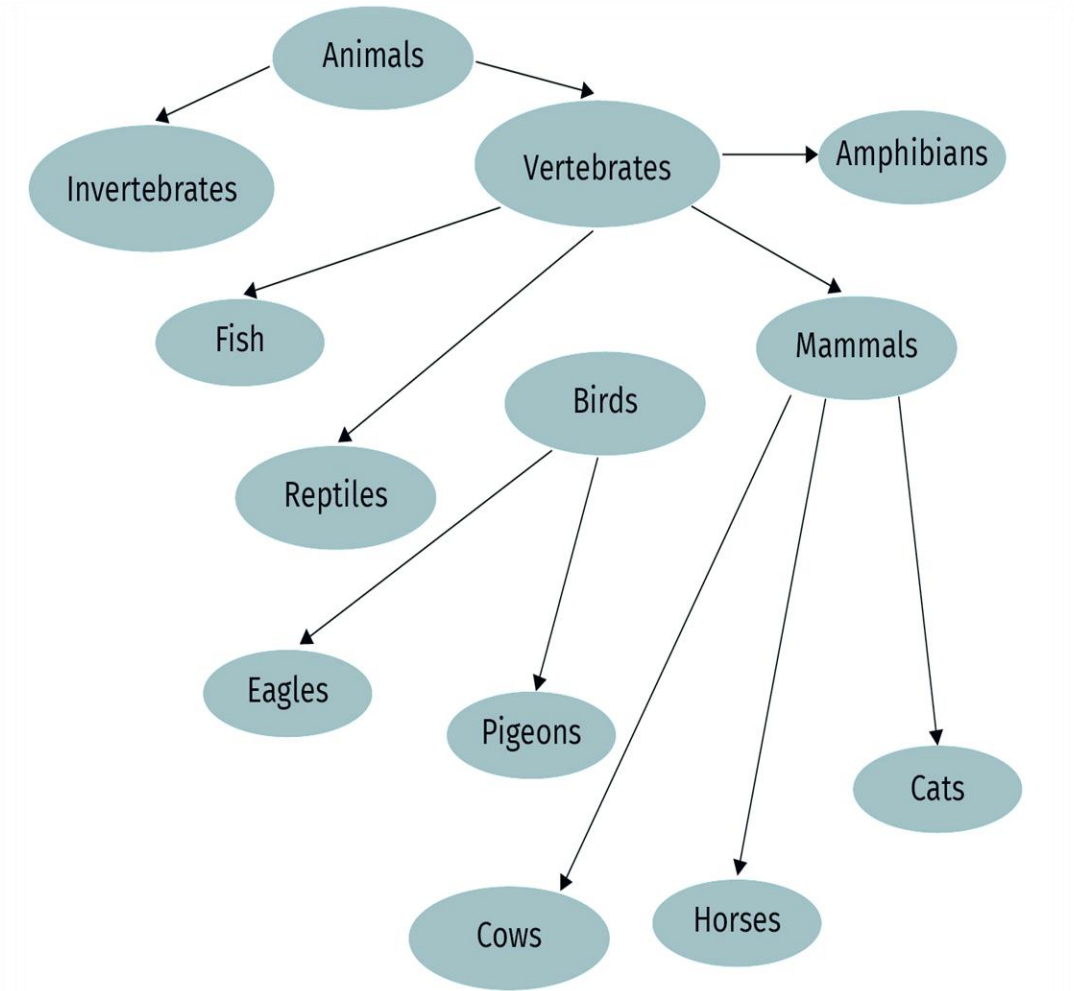 Animals
Invertebrates
Vertebrates
Amphibians
Fish
Mammals
Birds
Reptiles
Eagles
Pigeons
Cats
Cows
Horses